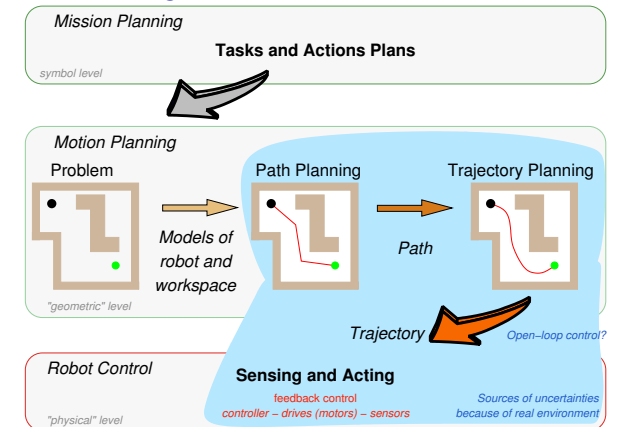 Mission Planning
Tasks and Actions Plans
symbol level
Motion Planning
Problem
Path Planning
Trajectory Planning
Models of
robot and
workspace
Path
"geometric" level
Trajectory
Open−loop control?
Robot Control
Sensing and Acting
feedback control
controller − drives (motors) − sensors
Sources of uncertainties
because of real environment
"physical" level